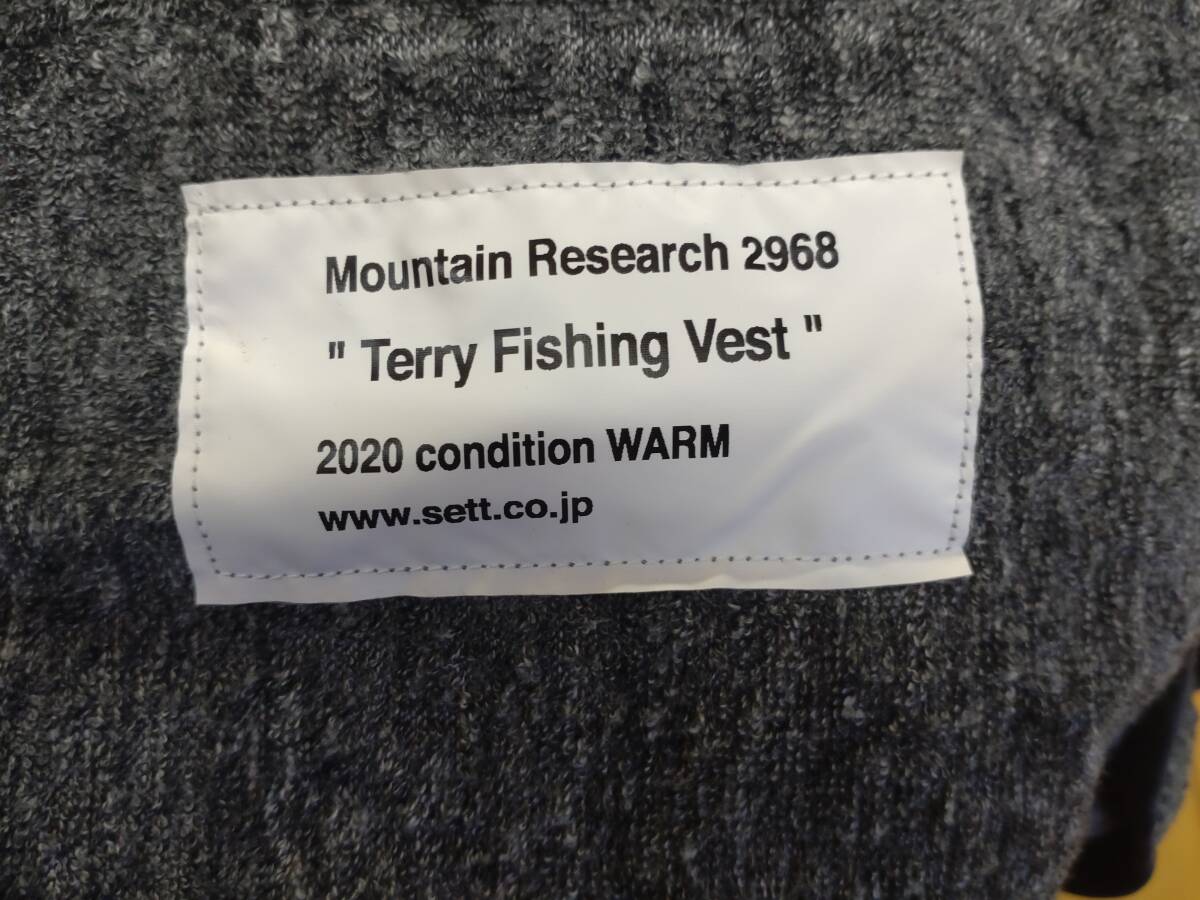 Mountain Research 2968
" Terry Fishing Vest "
2020 condition WARM
www.sett.co.jp